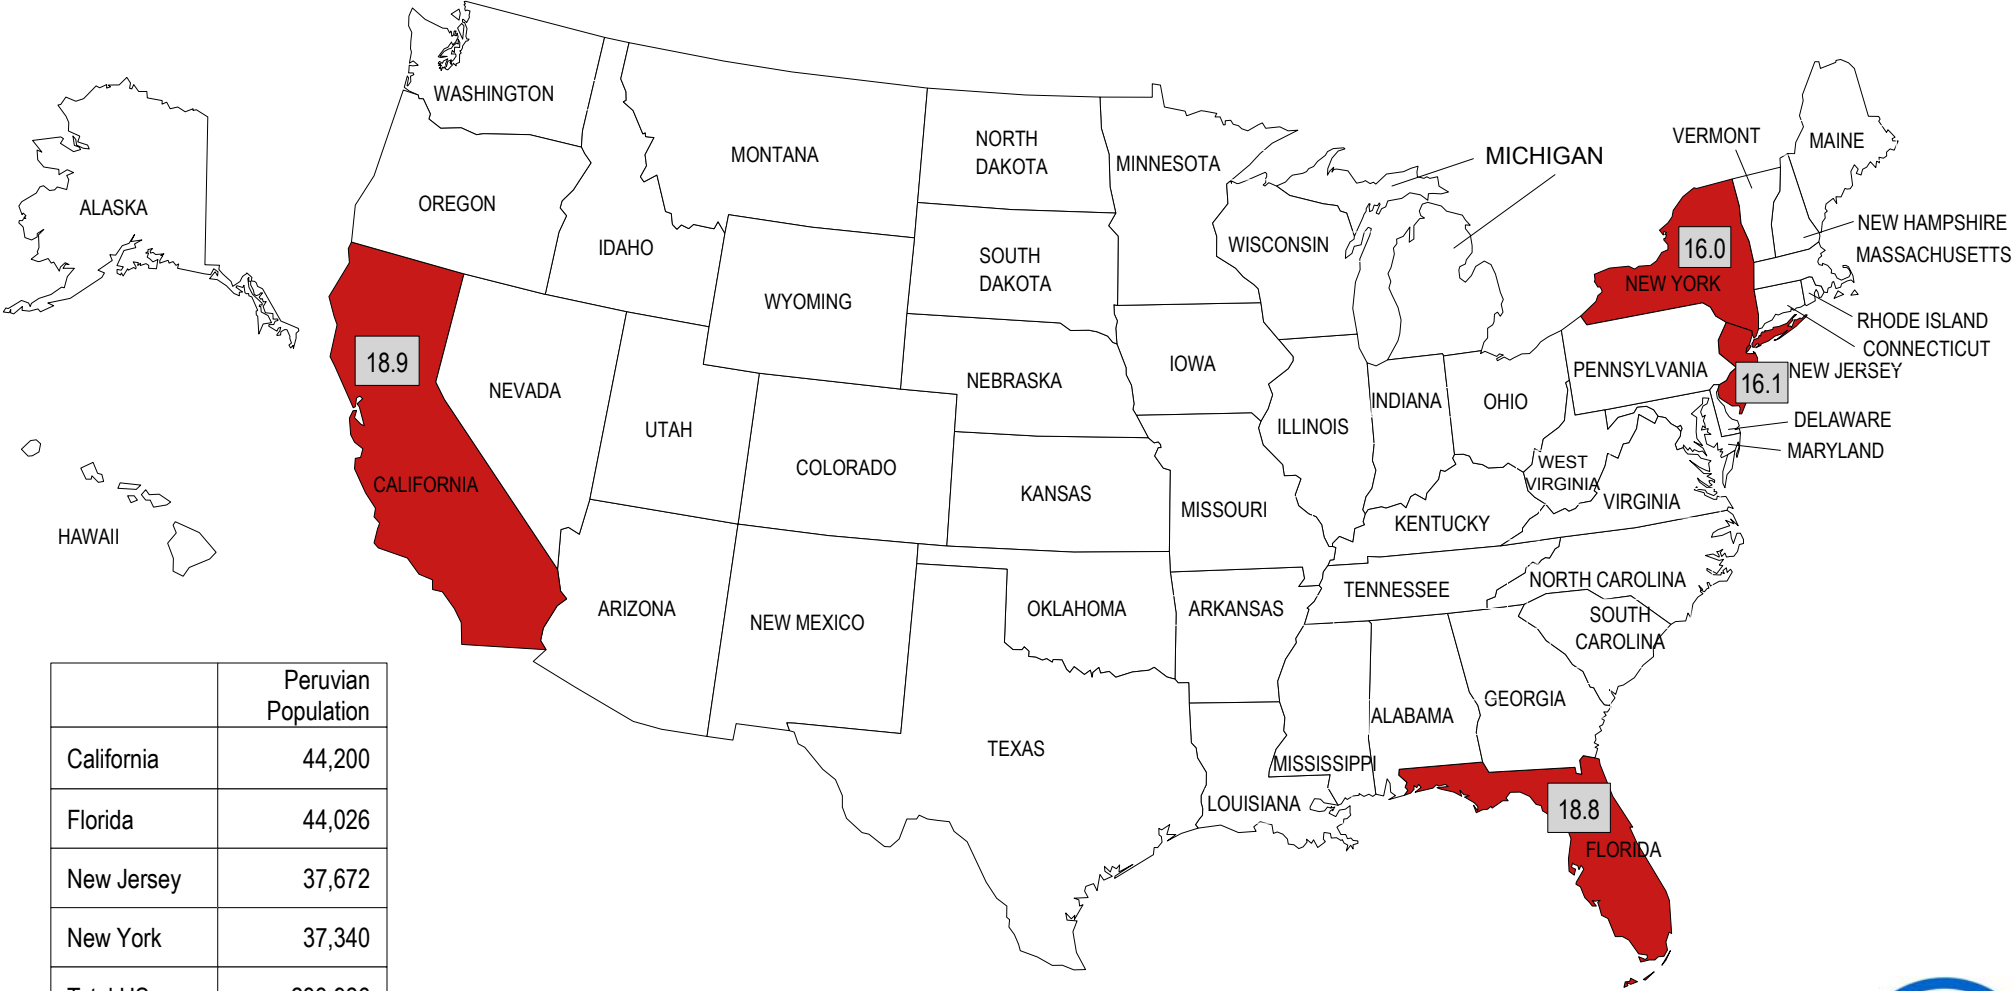 WASHINGTON
MONTANA
NORTH
DAKOTA
MINNESOTA
MICHIGAN
VERMONT
MAINE
ALASKA
OREGON
IDAHO
SOUTH
DAKOTA
WISCONSIN
16.0
NEW YORK
NEW HAMPSHIRE
MASSACHUSETTS
WYOMING
RHODE ISLAND
CONNECTICUT
18.9
NEVADA
NEBRASKA
IOWA
PENNSYLVANIA
NEW JERSEY
16.1
UTAH
COLORADO
ILLINOIS
INDIANA
OHIO
DELAWARE
MARYLAND
CALIFORNIA
KANSAS
MISSOURI
WEST
VIRGINIA
VIRGINIA
KENTUCKY
HAWAII
ARIZONA
NEW MEXICO
OKLAHOMA
ARKANSAS
TENNESSEE
NORTH CAROLINA
SOUTH
CAROLINA
TEXAS
LOUISIANA
MISSISSIPPI
ALABAMA
GEORGIA
18.8
FLORIDA
Peruvian
Population
California 44,200
Florida 44,026
New Jersey 37,672
New York 37,340